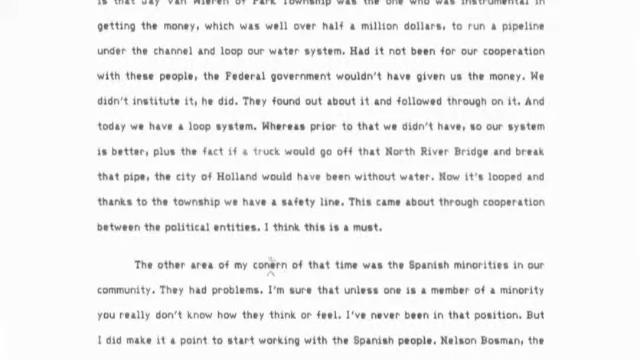 is that Jay Van Wieren of Park Township was the one who was instrumental in
getting the money, which was well over half a million dollars, to run a pipeline
under the channel and loop our water system. Had it not been for our cooperation
with these people, the Federal government wouldn't have given us the money. We
didn't institute it, he did. They found out about it and followed through on it. And
today we have a loop system. Whereas prior to that we didn't have, so our system
is better, plus the fact if a truck would go off that North River Bridge and break
that pipe, the city of Holland would have been without water. Now it's looped and
thanks to the township we have a safety line. This came about through cooperation
between the political entities. I think this is a must.
The other area of my conern of that time was the Spanish minorities in our
community. They had problems. I'm sure that unless one is a member of a minority
you really don't know how they think or feel. I've never been in that position. But
I did make it a point to start working with the Spanish people. Nelson Bosman, the